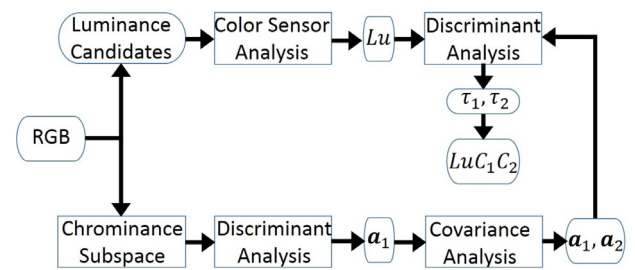 Luminance
Candidates
Color Sensor
Analysis
Lu
Discriminant
Analysis
τ₁, τ₂
RGB
LuC₁C₂
Chrominance
Subspace
Discriminant
Analysis
a₁
Covariance
Analysis
a₁, a₂